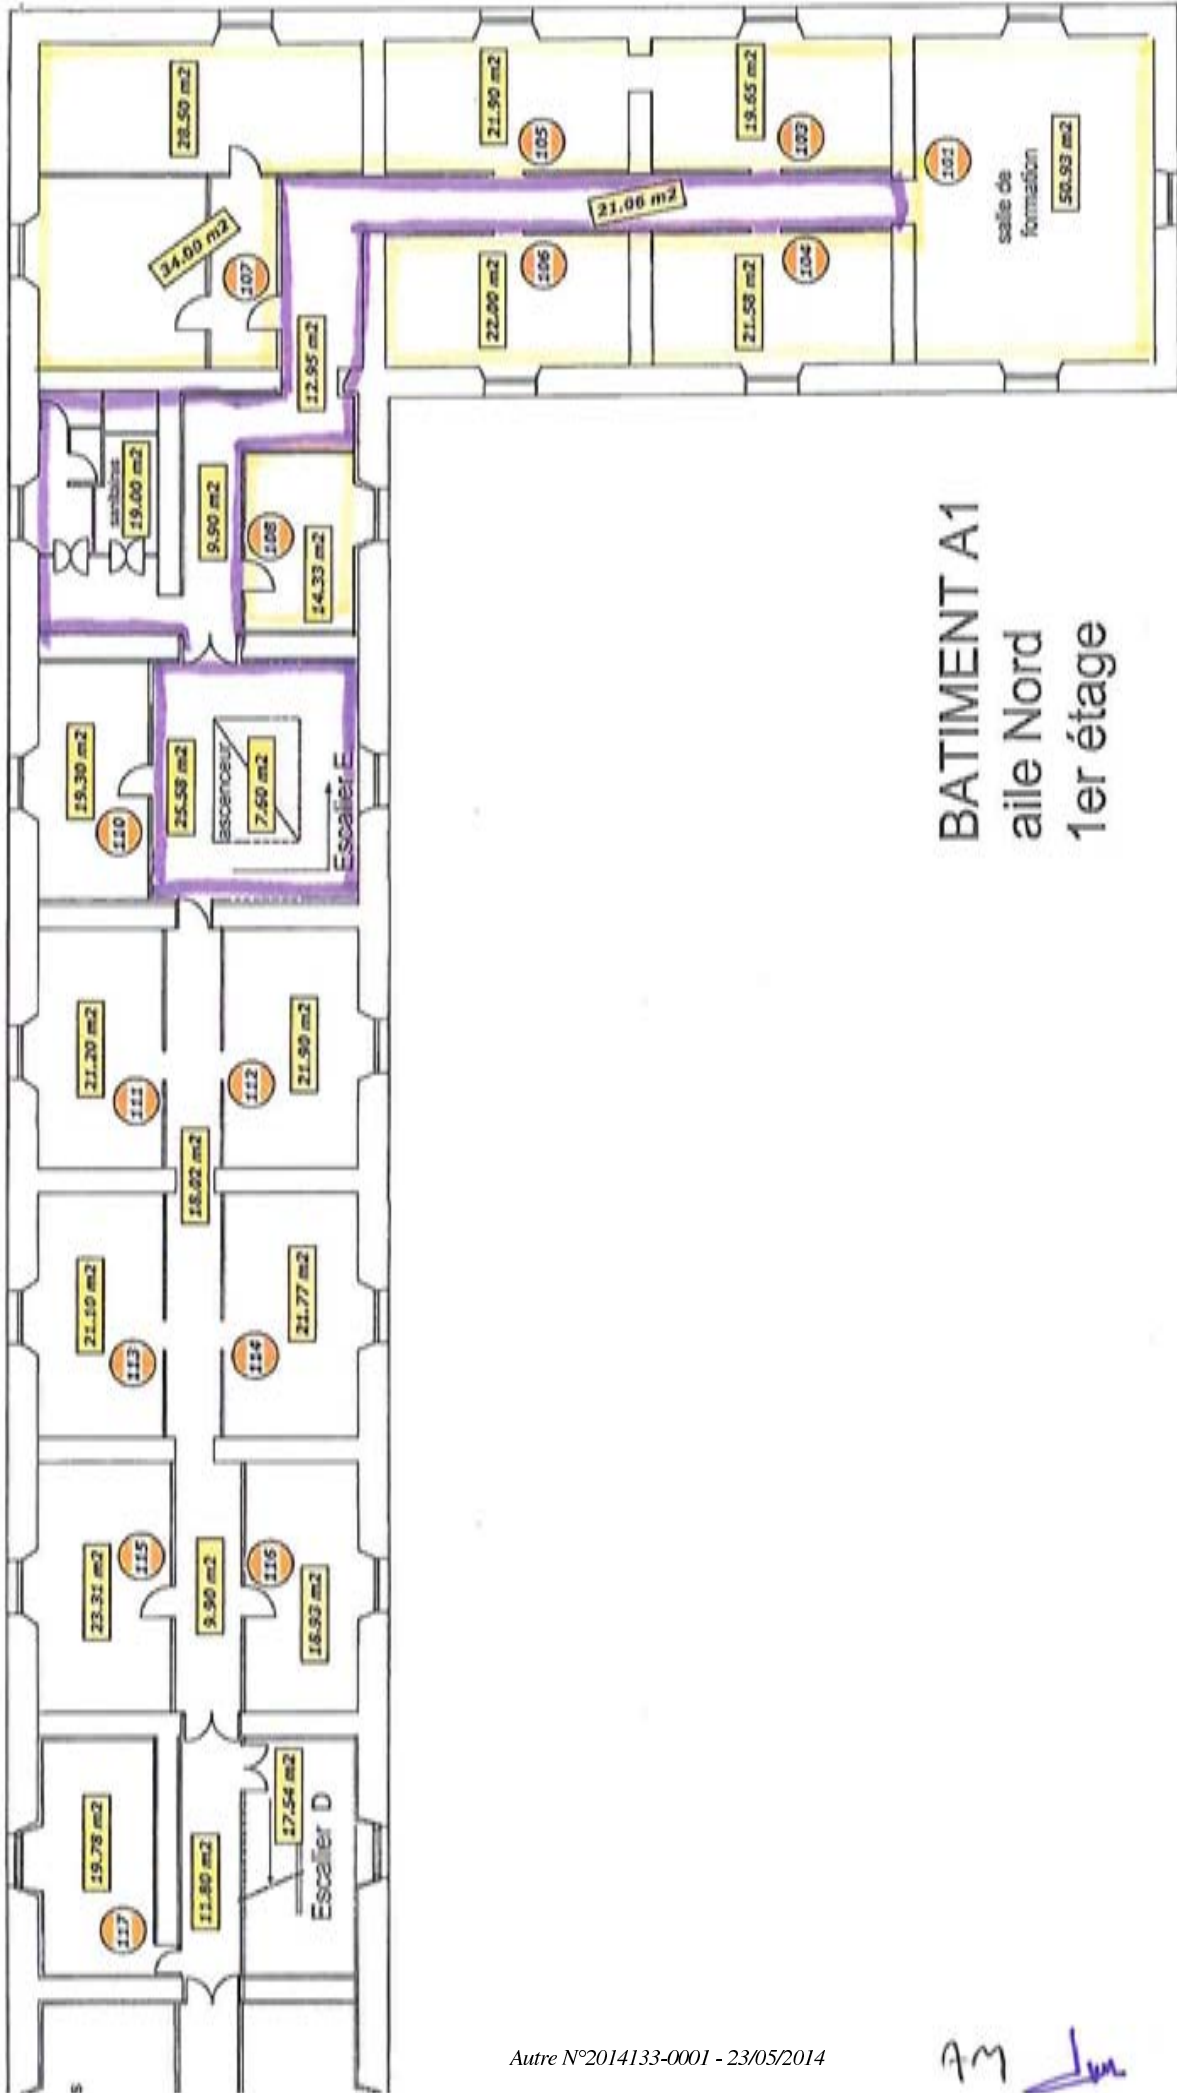 28.50 m2
21.90 m2
105
19.65 m2
103
101
salle de
formation
50.93 m2
34.00 m2
107
21.06 m2
22.00 m2
106
21.58 m2
104
12.95 m2
sanitaires
19.00 m2
9.90 m2
108
14.33 m2
19.30 m2
110
25.58 m2
ascenceur
7.60 m2
Escalier E
21.20 m2
111
112
21.90 m2
18.02 m2
21.10 m2
113
114
21.77 m2
23.31 m2
115
9.90 m2
116
18.93 m2
19.78 m2
117
11.80 m2
17.54 m2
Escalier D
s
BATIMENT A1
aile Nord
1er étage
Autre N°2014133-0001 - 23/05/2014
AM